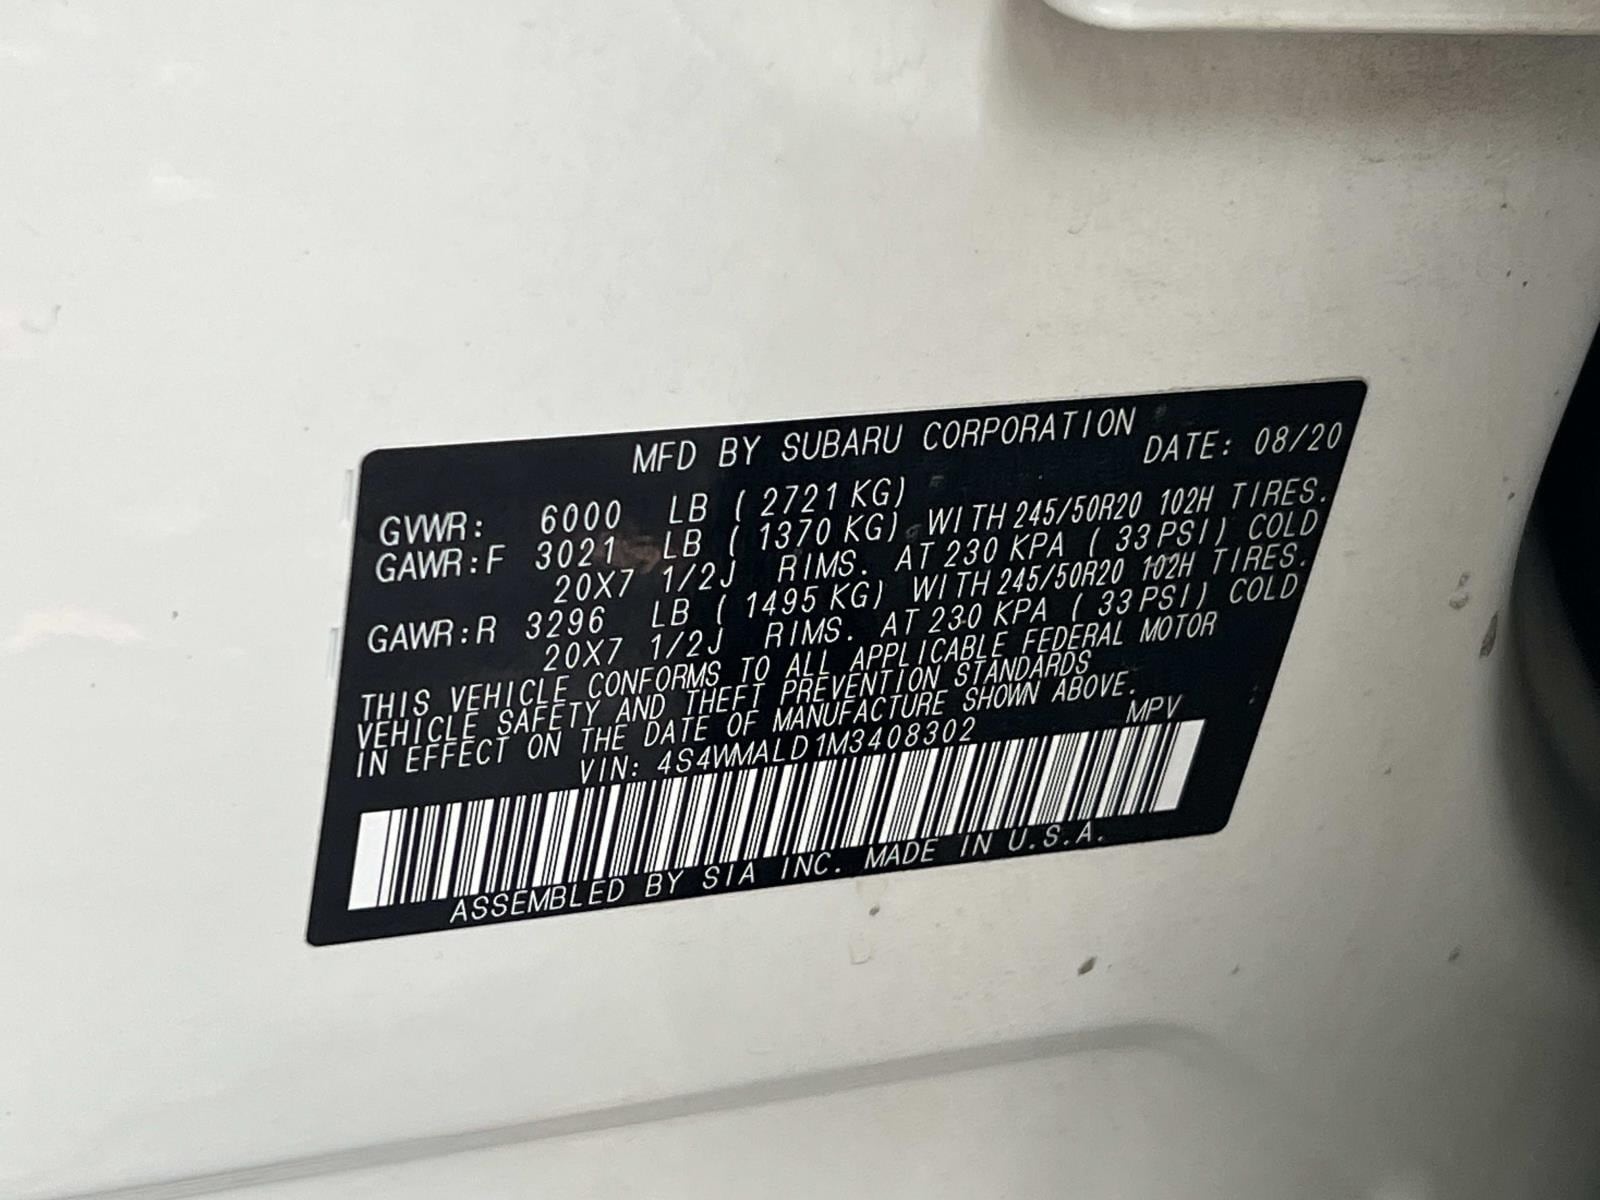 MFD BY SUBARU CORPORATION DATE: 08/20
GVWR: 6000 LB ( 2721 KG)
GAWR:F 3021 LB ( 1370 KG) WITH 245/50R20 102H TIRES.
20X7 1/2J RIMS. AT 230 KPA ( 33 PSI) COLD
GAWR:R 3296 LB ( 1495 KG) WITH 245/50R20 102H TIRES.
20X7 1/2J RIMS. AT 230 KPA ( 33 PSI) COLD
THIS VEHICLE CONFORMS TO ALL APPLICABLE FEDERAL MOTOR
VEHICLE SAFETY AND THEFT PREVENTION STANDARDS
IN EFFECT ON THE DATE OF MANUFACTURE SHOWN ABOVE.
VIN: 4S4WMALD1M3408302 MPV
ASSEMBLED BY SIA INC. MADE IN U.S.A.